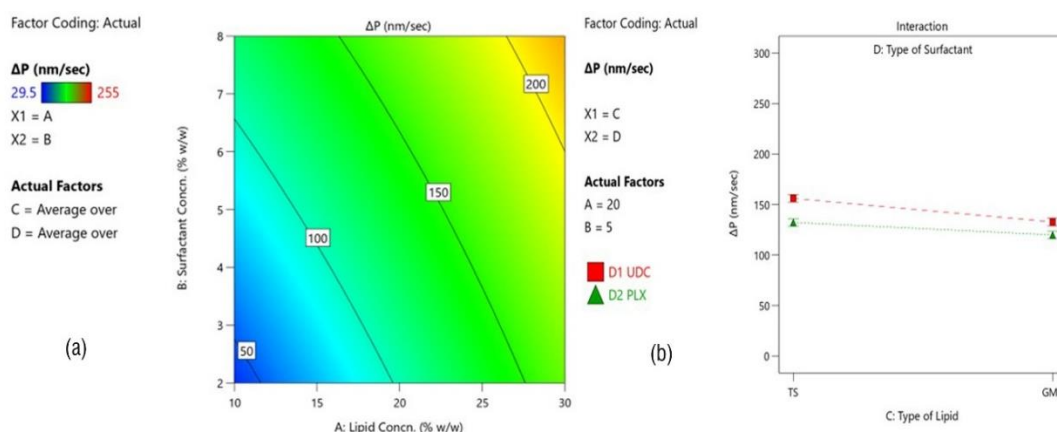 Factor Coding: Actual
ΔP (nm/sec)
29.5 255
X1 = A
X2 = B
Actual Factors
C = Average over
D = Average over
(a)
ΔP (nm/sec)
B: Surfactant Concn. (% w/w)
8
7
6
5
4
3
2
200
150
100
50
10
15
20
25
30
A: Lipid Concn. (% w/w)
Factor Coding: Actual
ΔP (nm/sec)
X1 = C
X2 = D
Actual Factors
A = 20
B = 5
D1 UDC
D2 PLX
(b)
Interaction
D: Type of Surfactant
ΔP (nm/sec)
300
250
200
150
100
50
0
TS
GM
C: Type of Lipid